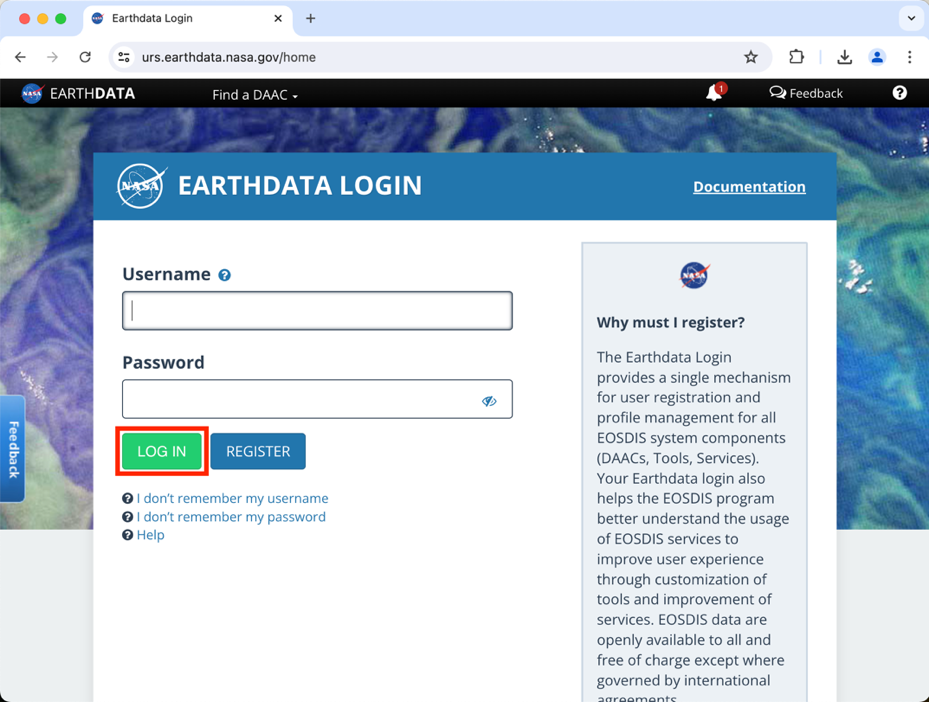 Earthdata Login
urs.earthdata.nasa.gov/home
NASA EARTHDATA
Find a DAAC
1
Feedback
?
NASA EARTHDATA LOGIN
Documentation
Username ?
Password
LOG IN
REGISTER
? I don't remember my username
? I don't remember my password
? Help
Feedback
NASA
Why must I register?
The Earthdata Login
provides a single mechanism
for user registration and
profile management for all
EOSDIS system components
(DAACs, Tools, Services).
Your Earthdata login also
helps the EOSDIS program
better understand the usage
of EOSDIS services to
improve user experience
through customization of
tools and improvement of
services. EOSDIS data are
openly available to all and
free of charge except where
governed by international
agreements